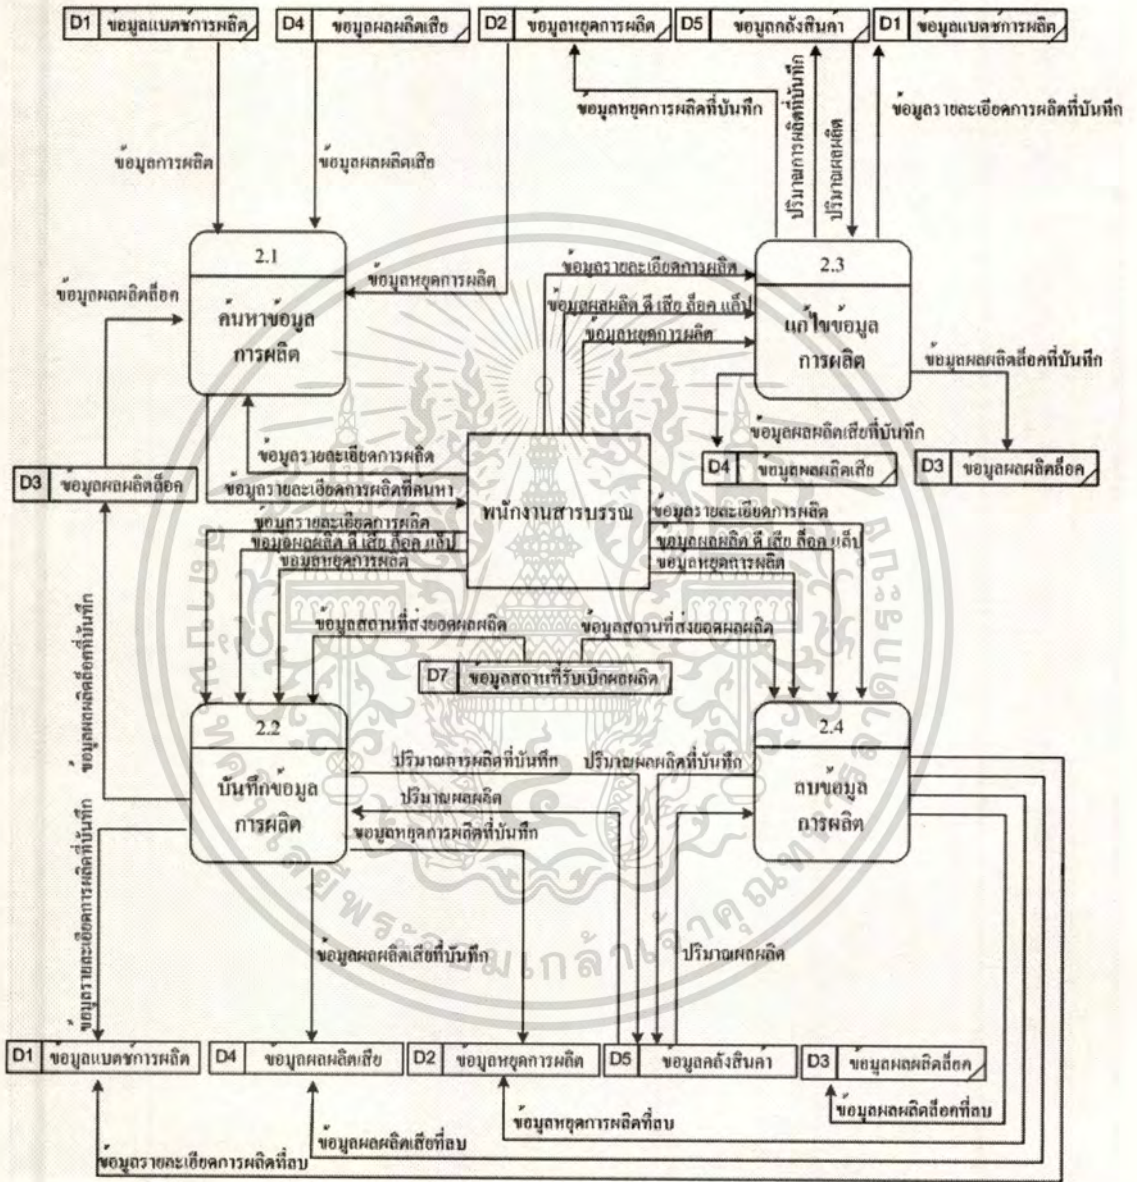 D1 ข้อมูลแบตช์การผลิต
D4 ข้อมูลผลผลิตเสีย
D2 ข้อมูลหยุดการผลิต
D5 ข้อมูลคลังสินค้า
D1 ข้อมูลแบตช์การผลิต
ข้อมูลการผลิต
ข้อมูลผลผลิตเสีย
ข้อมูลหยุดการผลิตที่บันทึก
ปริมาณการผลิตที่บันทึก
ปริมาณผลผลิต
ข้อมูลรายละเอียดการผลิตที่บันทึก
2.1
ค้นหาข้อมูล
การผลิต
ข้อมูลผลผลิตล็อค
ข้อมูลหยุดการผลิต
ข้อมูลรายละเอียดการผลิต
ข้อมูลผลผลิต ดี เสีย ล็อค แล็ป
ข้อมูลหยุดการผลิต
2.3
แก้ไขข้อมูล
การผลิต
ข้อมูลผลผลิตล็อคที่บันทึก
ข้อมูลผลผลิตเสียที่บันทึก
D4 ข้อมูลผลผลิตเสีย
D3 ข้อมูลผลผลิตล็อค
D3 ข้อมูลผลผลิตล็อค
ข้อมูลรายละเอียดการผลิต
ข้อมูลรายละเอียดการผลิตที่ค้นหา
ข้อมูลรายละเอียดการผลิต
ข้อมูลผลผลิต ดี เสีย ล็อค แล็ป
ข้อมูลหยุดการผลิต
พนักงานสารบรรณ
ข้อมูลรายละเอียดการผลิต
ข้อมูลผลผลิต ดี เสีย ล็อค แล็ป
ข้อมูลหยุดการผลิต
ข้อมูลสถานที่ส่งยอดผลผลิต
ข้อมูลสถานที่ส่งยอดผลผลิต
D7 ข้อมูลสถานที่รับเบิกผลผลิต
ข้อมูลผลผลิตล็อคที่บันทึก
2.2
บันทึกข้อมูล
การผลิต
ปริมาณการผลิตที่บันทึก
ปริมาณผลผลิต
ข้อมูลหยุดการผลิตที่บันทึก
ปริมาณผลผลิตที่บันทึก
2.4
ลบข้อมูล
การผลิต
ข้อมูลรายละเอียดการผลิตที่บันทึก
ข้อมูลผลผลิตเสียที่บันทึก
ปริมาณผลผลิต
D1 ข้อมูลแบตช์การผลิต
D4 ข้อมูลผลผลิตเสีย
D2 ข้อมูลหยุดการผลิต
D5 ข้อมูลคลังสินค้า
D3 ข้อมูลผลผลิตล็อค
ข้อมูลผลผลิตล็อคที่ลบ
ข้อมูลหยุดการผลิตที่ลบ
ข้อมูลผลผลิตเสียที่ลบ
ข้อมูลรายละเอียดการผลิตที่ลบ
สถาบันเทคโนโลยีพระจอมเกล้าเจ้าคุณทหารลาดกระบัง